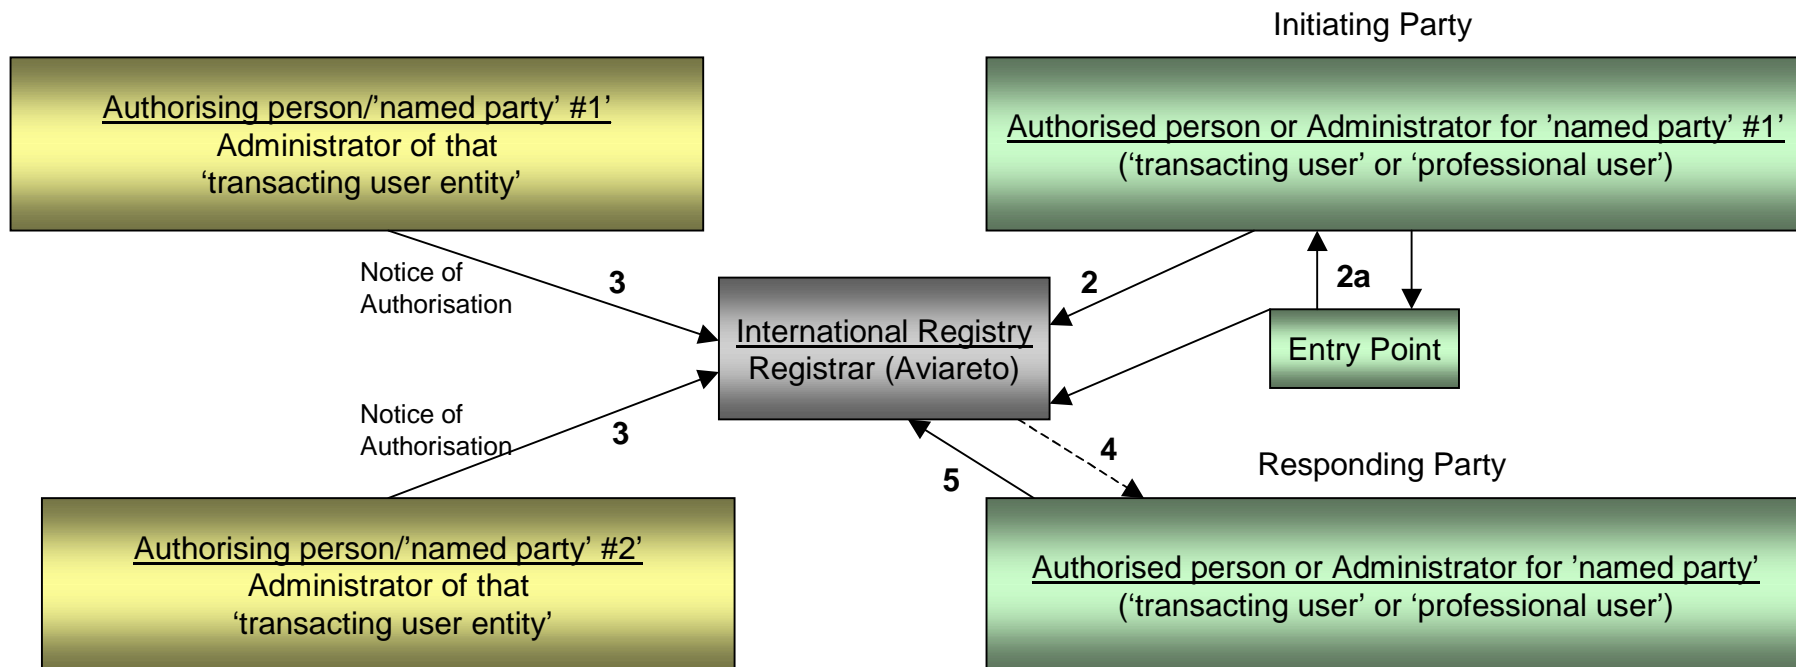 Initiating Party
Authorising person/’named party’ #1’
Administrator of that
‘transacting user entity’
Authorised person or Administrator for ’named party’ #1’
(‘transacting user’ or ‘professional user’)
Notice of
Authorisation
3
2
2a
International Registry
Registrar (Aviareto)
Entry Point
Notice of
Authorisation
3
4
5
Responding Party
Authorising person/’named party’ #2’
Administrator of that
‘transacting user entity’
Authorised person or Administrator for ’named party’
(‘transacting user’ or ‘professional user’)